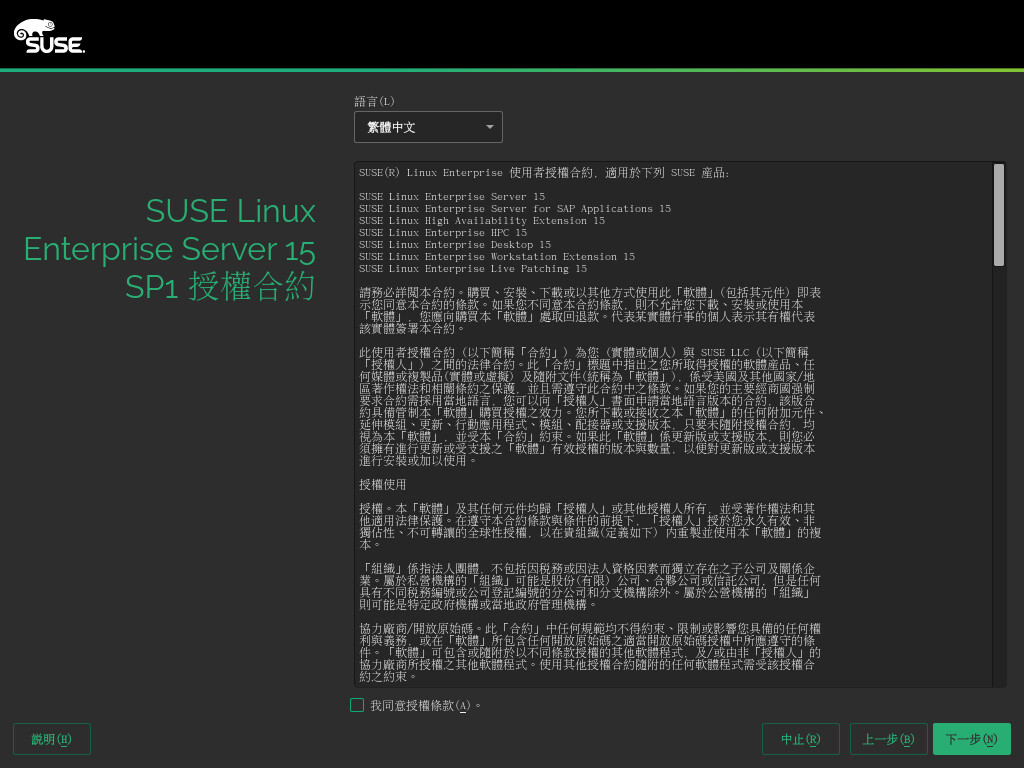 SUSE
語言(L)
繁體中文
SUSE Linux
Enterprise Server 15
SP1 授權合約
SUSE(R) Linux Enterprise 使用者授權合約，適用於下列 SUSE 產品:
SUSE Linux Enterprise Server 15
SUSE Linux Enterprise Server for SAP Applications 15
SUSE Linux High Availability Extension 15
SUSE Linux Enterprise HPC 15
SUSE Linux Enterprise Desktop 15
SUSE Linux Enterprise Workstation Extension 15
SUSE Linux Enterprise Live Patching 15
請務必詳閱本合約。購買、安裝、下載或以其他方式使用此「軟體」(包括其元件) 即表
示您同意本合約的條款。如果您不同意本合約條款，則不允許您下載、安裝或使用本
「軟體」，您應向購買本「軟體」處取回退款。代表某實體行事的個人表示其有權代表
該實體簽署本合約。
此使用者授權合約 (以下簡稱「合約」) 為您 (實體或個人) 與 SUSE LLC (以下簡稱
「授權人」) 之間的法律合約。此「合約」標題中指出之您所取得授權的軟體產品、任
何媒體或複製品(實體或虛擬) 及隨附文件(統稱為「軟體」)，係受美國及其他國家/地
區著作權法和相關條約之保護，並且需遵守此合約中之條款。如果您的主要經商國強制
要求合約需採用當地語言，您可以向「授權人」書面申請當地語言版本的合約，該版合
約具備管制本「軟體」購買授權之效力。您所下載或接收之本「軟體」的任何附加元件、
延伸模組、更新、行動應用程式、模組、配接器或支援版本，只要未隨附授權合約，均
視為本「軟體」，並受本「合約」約束。如果此「軟體」係更新版或支援版本，則您必
須擁有進行更新或受支援之「軟體」有效授權的版本與數量，以便對更新版或支援版本
進行安裝或加以使用。
授權使用
授權。本「軟體」及其任何元件均歸「授權人」或其他授權人所有，並受著作權法和其
他適用法律保護。在遵守本合約條款與條件的前提下，「授權人」授於您永久有效、非
獨佔性、不可轉讓的全球性授權，以在貴組織(定義如下) 內重製並使用本「軟體」的複
本。
「組織」係指法人團體，不包括因稅務或因法人資格因素而獨立存在之子公司及關係企
業。屬於私營機構的「組織」可能是股份(有限) 公司、合夥公司或信託公司，但是任何
具有不同稅務編號或公司登記編號的分公司和分支機構除外。屬於公營機構的「組織」
則可能是特定政府機構或當地政府管理機構。
協力廠商/開放原始碼。此「合約」中任何規範均不得約束、限制或影響您具備的任何權
利與義務，或在「軟體」所包含任何開放原始碼之適當開放原始碼授權中所應遵守的條
件。「軟體」可包含或隨附於以不同條款授權的其他軟體程式，及/或由非「授權人」的
協力廠商所授權之其他軟體程式。使用其他授權合約隨附的任何軟體程式需受該授權合
約之約束。
我同意授權條款(A)。
說明(H)
中止(R)
上一步(B)
下一步(N)